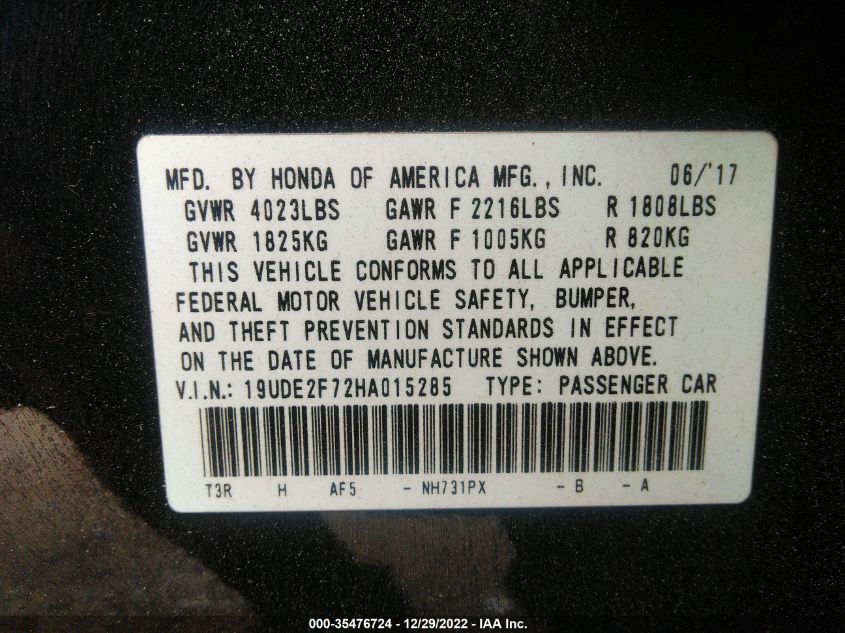 MFD. BY HONDA OF AMERICA MFG., INC. 06/'17
GVWR 4023LBS GAWR F 2216LBS R 1808LBS
GVWR 1825KG GAWR F 1005KG R 820KG
THIS VEHICLE CONFORMS TO ALL APPLICABLE
FEDERAL MOTOR VEHICLE SAFETY, BUMPER,
AND THEFT PREVENTION STANDARDS IN EFFECT
ON THE DATE OF MANUFACTURE SHOWN ABOVE.
V.I.N.: 19UDE2F72HA015285 TYPE: PASSENGER CAR
T3R H AF5 - NH731PX - B - A
000-35476724 - 12/29/2022 - IAA Inc.